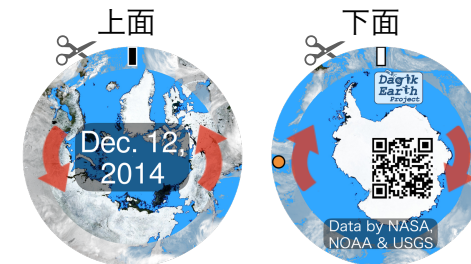 上面
下面
Dec. 12,
2014
Dagik
Earth
Project
Data by NASA,
NOAA & USGS